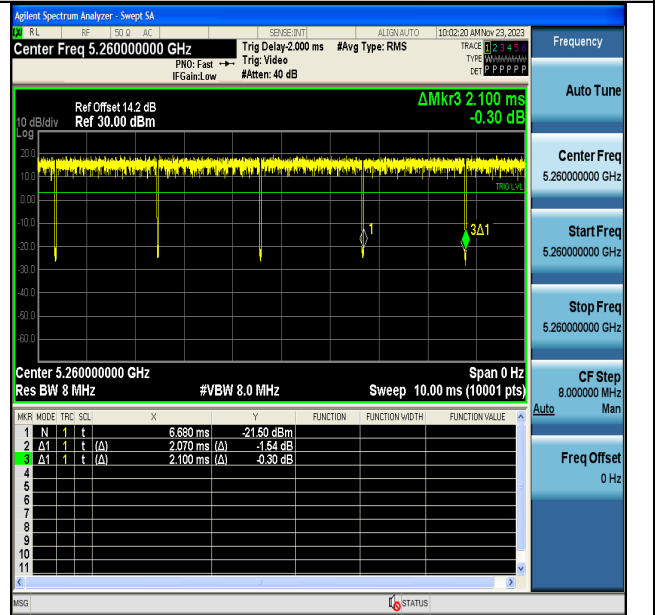 Agilent Spectrum Analyzer - Swept SA
RL RF 50 Ω AC SENSE:INT ALIGN AUTO 10:02:20 AM Nov 23, 2023
Center Freq 5.260000000 GHz
Trig Delay-2.000 ms #Avg Type: RMS
TRACE 1 2 3 4 5 6
PNO: Fast Trig: Video
TYPE
IFGain:Low #Atten: 40 dB
DET P P P P P P
Frequency
Auto Tune
Center Freq
5.260000000 GHz
Start Freq
5.260000000 GHz
Stop Freq
5.260000000 GHz
CF Step
8.000000 MHz
Auto Man
Freq Offset
0 Hz
ΔMkr3 2.100 ms
-0.30 dB
Ref Offset 14.2 dB
10 dB/div Ref 30.00 dBm
Log
20.0
10.0
TRIG LVL
0.00
-10.0
1
3Δ1
-30.0
-40.0
-50.0
-60.0
Center 5.260000000 GHz Span 0 Hz
Res BW 8 MHz #VBW 8.0 MHz Sweep 10.00 ms (10001 pts)
MKR MODE TRC SCL X Y FUNCTION FUNCTION WIDTH FUNCTION VALUE
1 N 1 t 6.680 ms -21.50 dBm
2 Δ1 1 t (Δ) 2.070 ms (Δ) -1.54 dB
3 Δ1 1 t (Δ) 2.100 ms (Δ) -0.30 dB
4
5
6
7
8
9
10
11
MSG STATUS